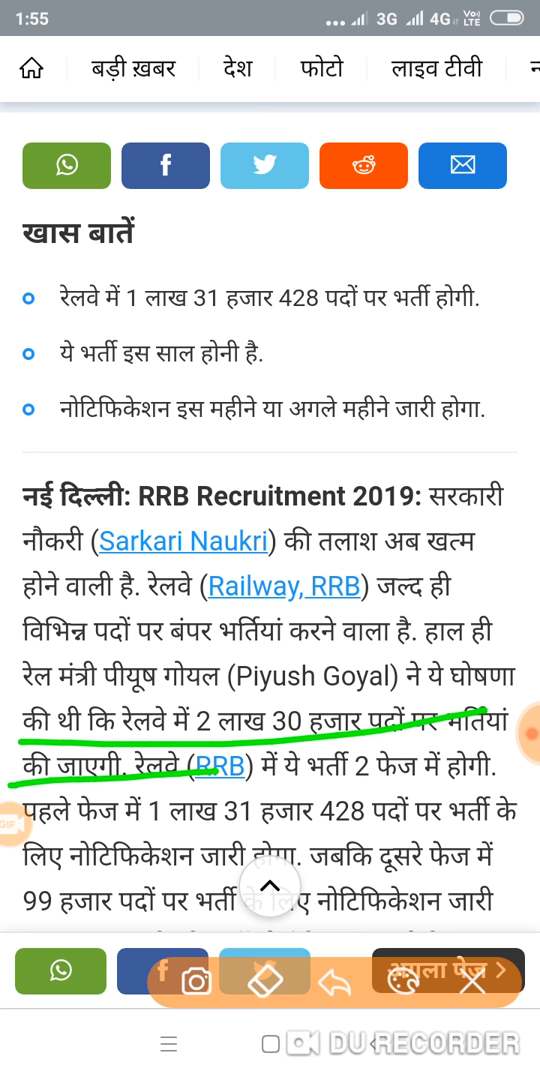 1:55
3G
4G
VoLTE
बड़ी ख़बर
देश
फोटो
लाइव टीवी
खास बातें
रेलवे में 1 लाख 31 हजार 428 पदों पर भर्ती होगी.
ये भर्ती इस साल होनी है.
नोटिफिकेशन इस महीने या अगले महीने जारी होगा.
नई दिल्ली: RRB Recruitment 2019: सरकारी
नौकरी (Sarkari Naukri) की तलाश अब खत्म
होने वाली है. रेलवे (Railway, RRB) जल्द ही
विभिन्न पदों पर बंपर भर्तियां करने वाला है. हाल ही
रेल मंत्री पीयूष गोयल (Piyush Goyal) ने ये घोषणा
की थी कि रेलवे में 2 लाख 30 हजार पदों पर भर्तियां
की जाएगी. रेलवे (RRB) में ये भर्ती 2 फेज में होगी.
पहले फेज में 1 लाख 31 हजार 428 पदों पर भर्ती के
लिए नोटिफिकेशन जारी होगा. जबकि दूसरे फेज में
99 हजार पदों पर भर्ती के लिए नोटिफिकेशन जारी
GIF
अगला पेज
DU RECORDER